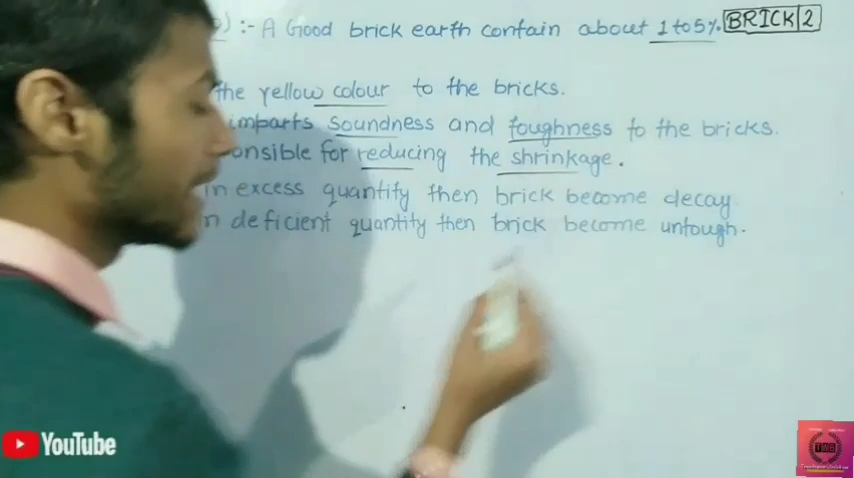 :- A Good brick earth contain about 1 to 5%. BRICK 2
the yellow colour to the bricks.
imparts soundness and toughness to the bricks.
for reducing the shrinkage.
in excess quantity then brick become decay
deficient quantity then brick become untough.
YouTube
TWB